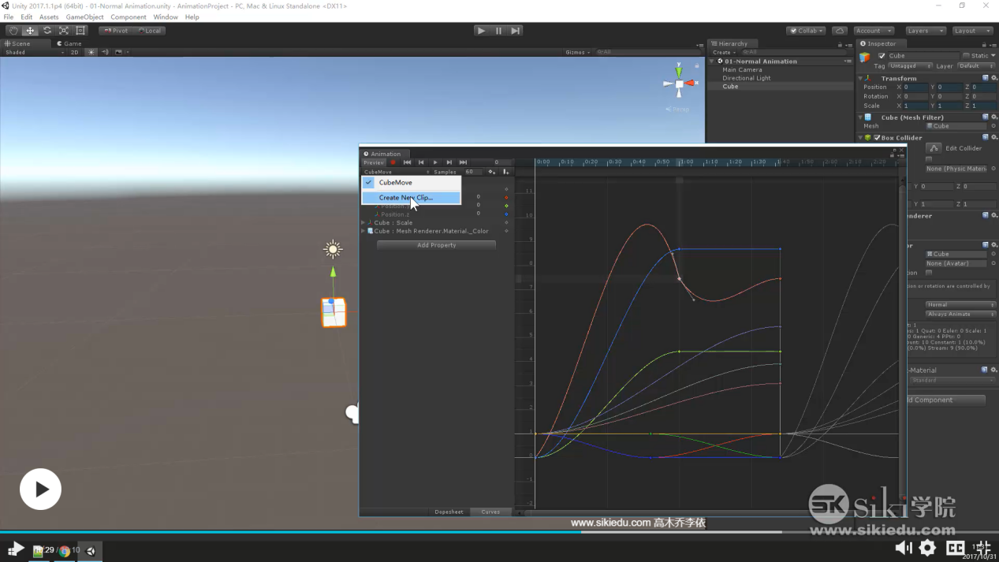 Unity 2017.1.1p4 (64bit) - 01-Normal Animation.unity - AnimationProject - PC, Mac & Linux Standalone <DX11>
File Edit Assets GameObject Component Window Help
Pivot Local
Collab Account Layers Layout
Scene Game
Shaded 2D Gizmos All
Hierarchy
Create All
01-Normal Animation
Main Camera
Directional Light
Cube
Inspector
Cube Static
Tag Untagged Layer Default
Transform
Position X 0 Y 0 Z 0
Rotation X 0 Y 0 Z 0
Scale X 1 Y 1 Z 1
Cube (Mesh Filter)
Mesh Cube
Box Collider
Edit Collider
None (Physic Materia
X 0 Y 0 Z 0
X 1 Y 1 Z 1
enderer
or
Cube
None (Avatar)
on or rotation are controlled by
Normal
Always Animate
t: 1
s: 1 Quat: 0 Euler: 0 Scale: 1
0 Generic: 4 PPtr: 0
ount: 10 Constant: 1 (10.0%)
(0.0%) Stream: 9 (90.0%)
-Material
Standard
dd Component
Animation
Preview 0
CubeMove Samples 60
CubeMove
Create New Clip...
0
0
Position.z 0
Cube : Scale
Cube : Mesh Renderer.Material._Color
Add Property
Dopesheet Curves
0:00 0:10 0:20 0:30 0:40 0:50 1:00 1:10 1:20 1:30 2:00 2:10 2:20
11
10
9
8
7
6
5
4
3
2
1
0
-1
-2
y
x
Persp
SK Siki学院
www.sikiedu.com
www.sikiedu.com 高木乔李依
:29 10
2017/10/31
CC